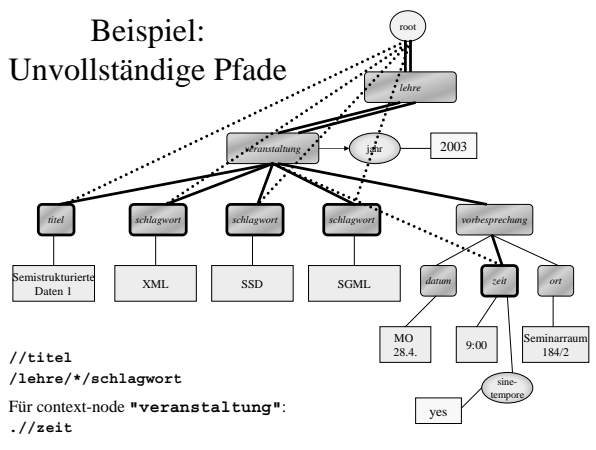 Beispiel:
Unvollständige Pfade
root
lehre
veranstaltung
jahr
2003
titel
schlagwort
schlagwort
schlagwort
vorbesprechung
Semistrukturierte
Daten 1
XML
SSD
SGML
datum
zeit
ort
MO
28.4.
9:00
Seminarraum
184/2
sine-
tempore
yes
//titel
/lehre/*/schlagwort
Für context-node "veranstaltung":
.//zeit